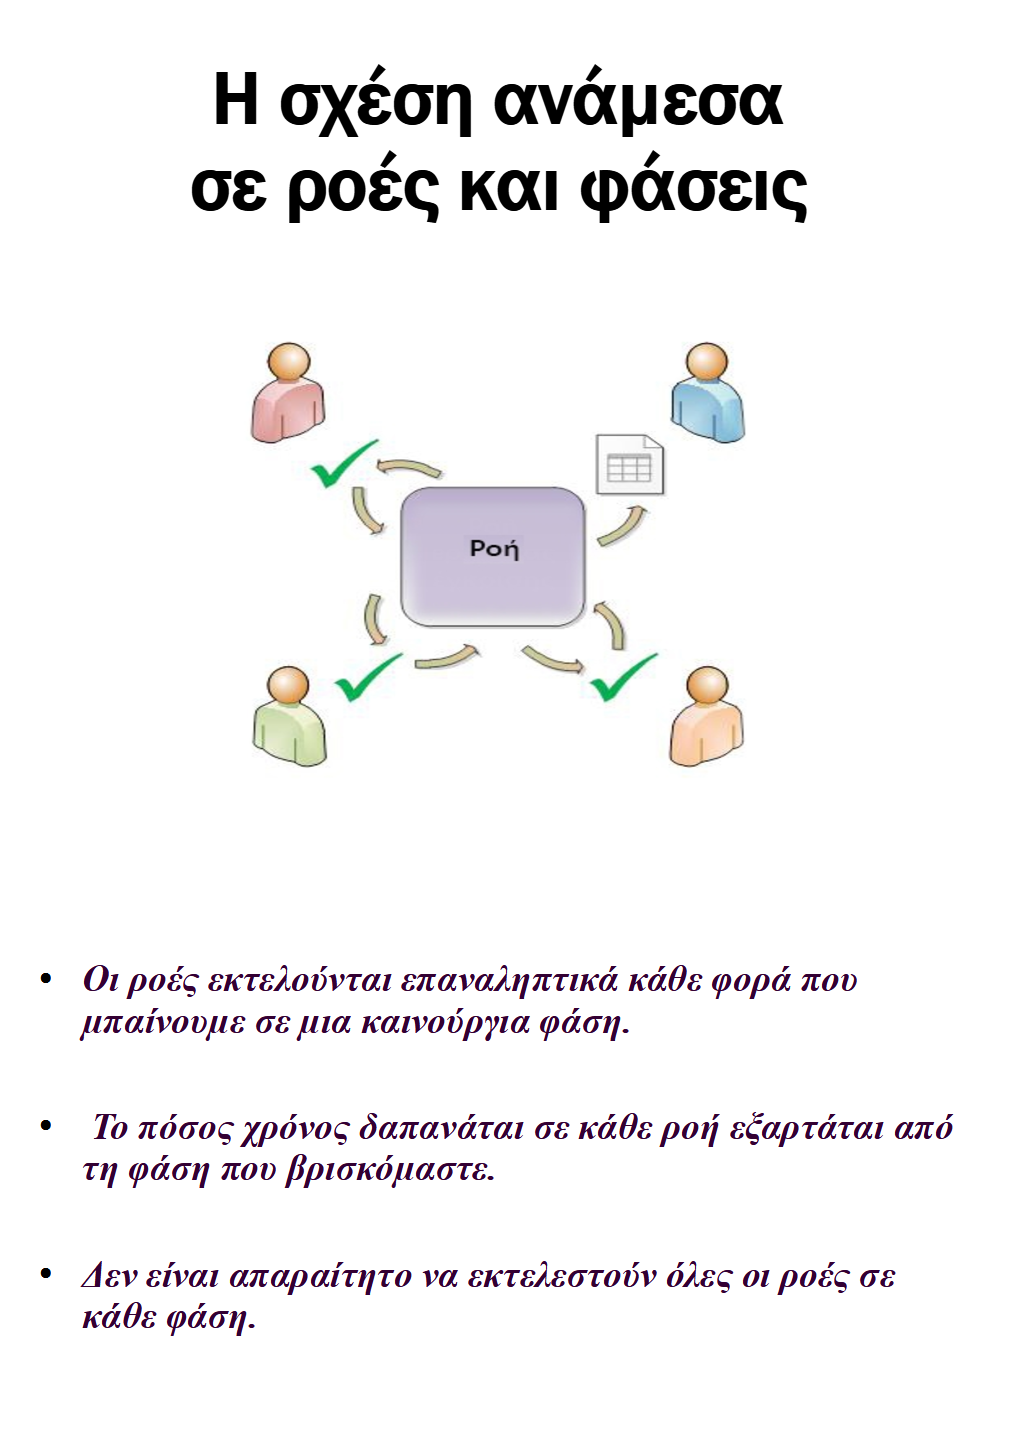 Η σχέση ανάμεσα
σε ροές και φάσεις
Ροή
• Οι ροές εκτελούνται επαναληπτικά κάθε φορά που
μπαίνουμε σε μια καινούργια φάση.
• Το πόσος χρόνος δαπανάται σε κάθε ροή εξαρτάται από
τη φάση που βρισκόμαστε.
• Δεν είναι απαραίτητο να εκτελεστούν όλες οι ροές σε
κάθε φάση.